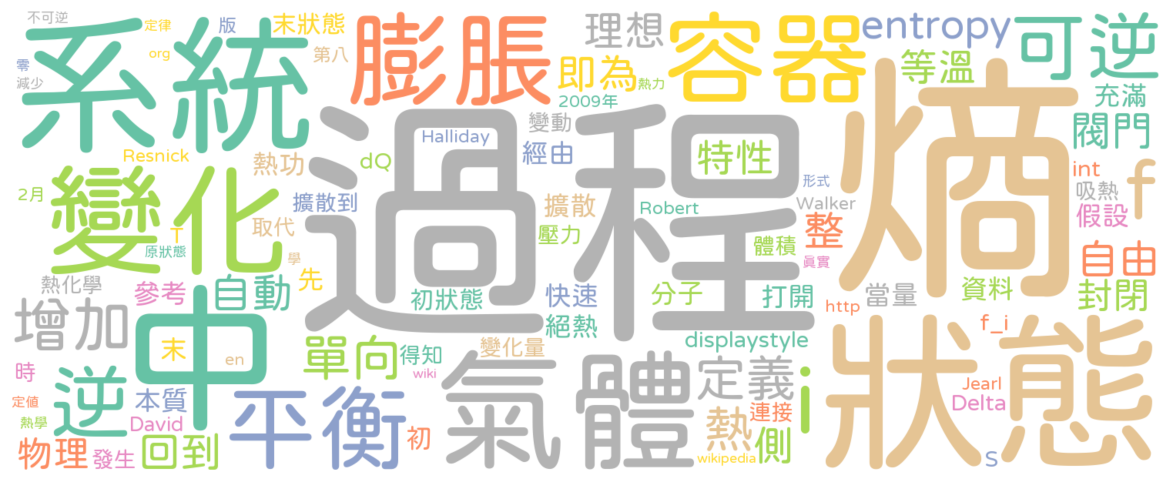 不可逆
定律
版
末狀態
膨脹
理想
容器
entropy
可逆
系統
org
第八
零
減少
即為
熱力
2009年
等溫
充滿
熵
過程
Halliday
變動
經由
特性
閥門
int
f
Resnick
熱功
dQ
吸熱
形式
2月
變化
擴散到
擴散
Robert
Walker
假設
取代
T
壓力
整
原狀態
體積
自由
學
真實
熱化學
參考
自動
先
初狀態
快速
分子
打開
當量
資料
封閉
增加
中
絕熱
http
f_i
末
單向
得知
變化量
displaystyle
狀態
en
wiki
時
逆
本質
平衡
氣體
定義
i
Jearl
定值
連接
Delta
熱學
David
初
熱
側
物理
發生
回到
wikipedia
S